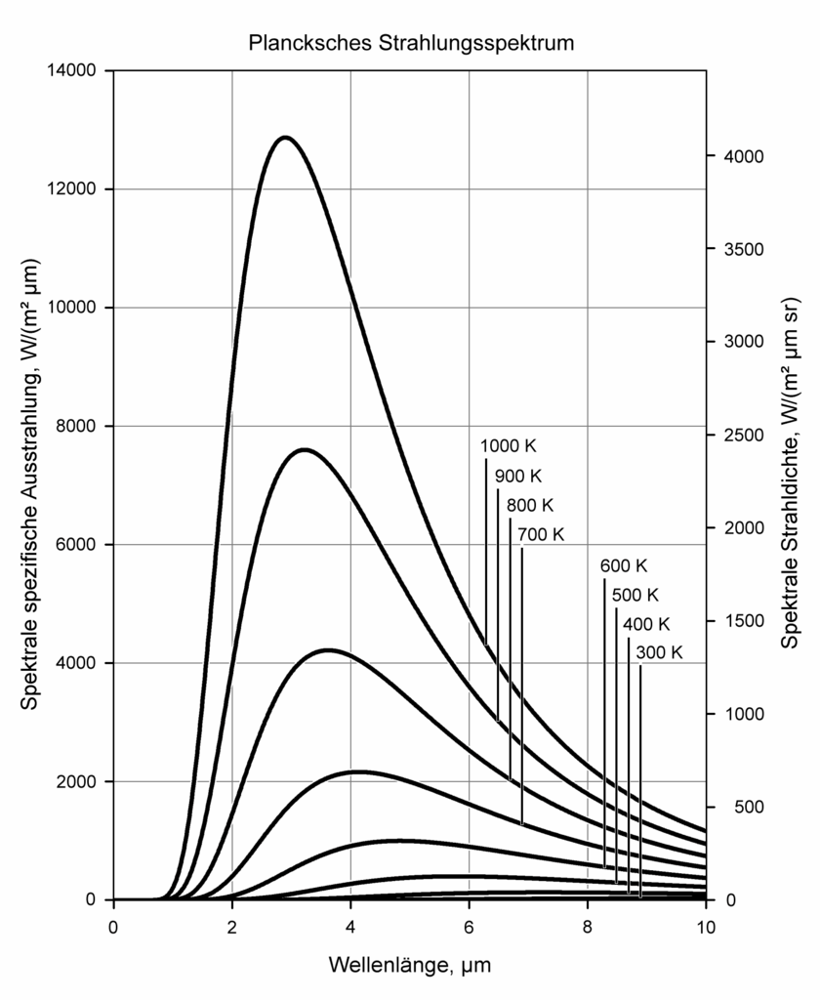 Plancksches Strahlungsspektrum
14000
12000
10000
8000
6000
4000
2000
0
Spektrale spezifische Ausstrahlung, W/(m² µm)
4000
3500
3000
2500
2000
1500
1000
500
0
Spektrale Strahldichte, W/(m² µm sr)
1000 K
900 K
800 K
700 K
600 K
500 K
400 K
300 K
0 2 4 6 8 10
Wellenlänge, µm